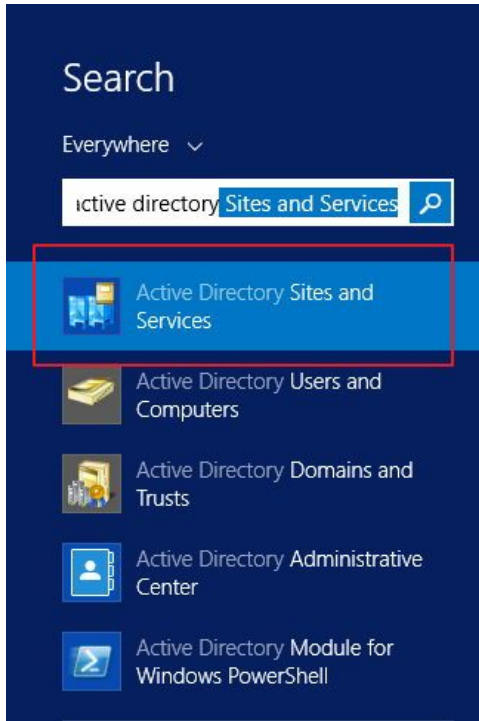 Search
Everywhere
active directory Sites and Services
Active Directory Sites and
Services
Active Directory Users and
Computers
Active Directory Domains and
Trusts
Active Directory Administrative
Center
Active Directory Module for
Windows PowerShell